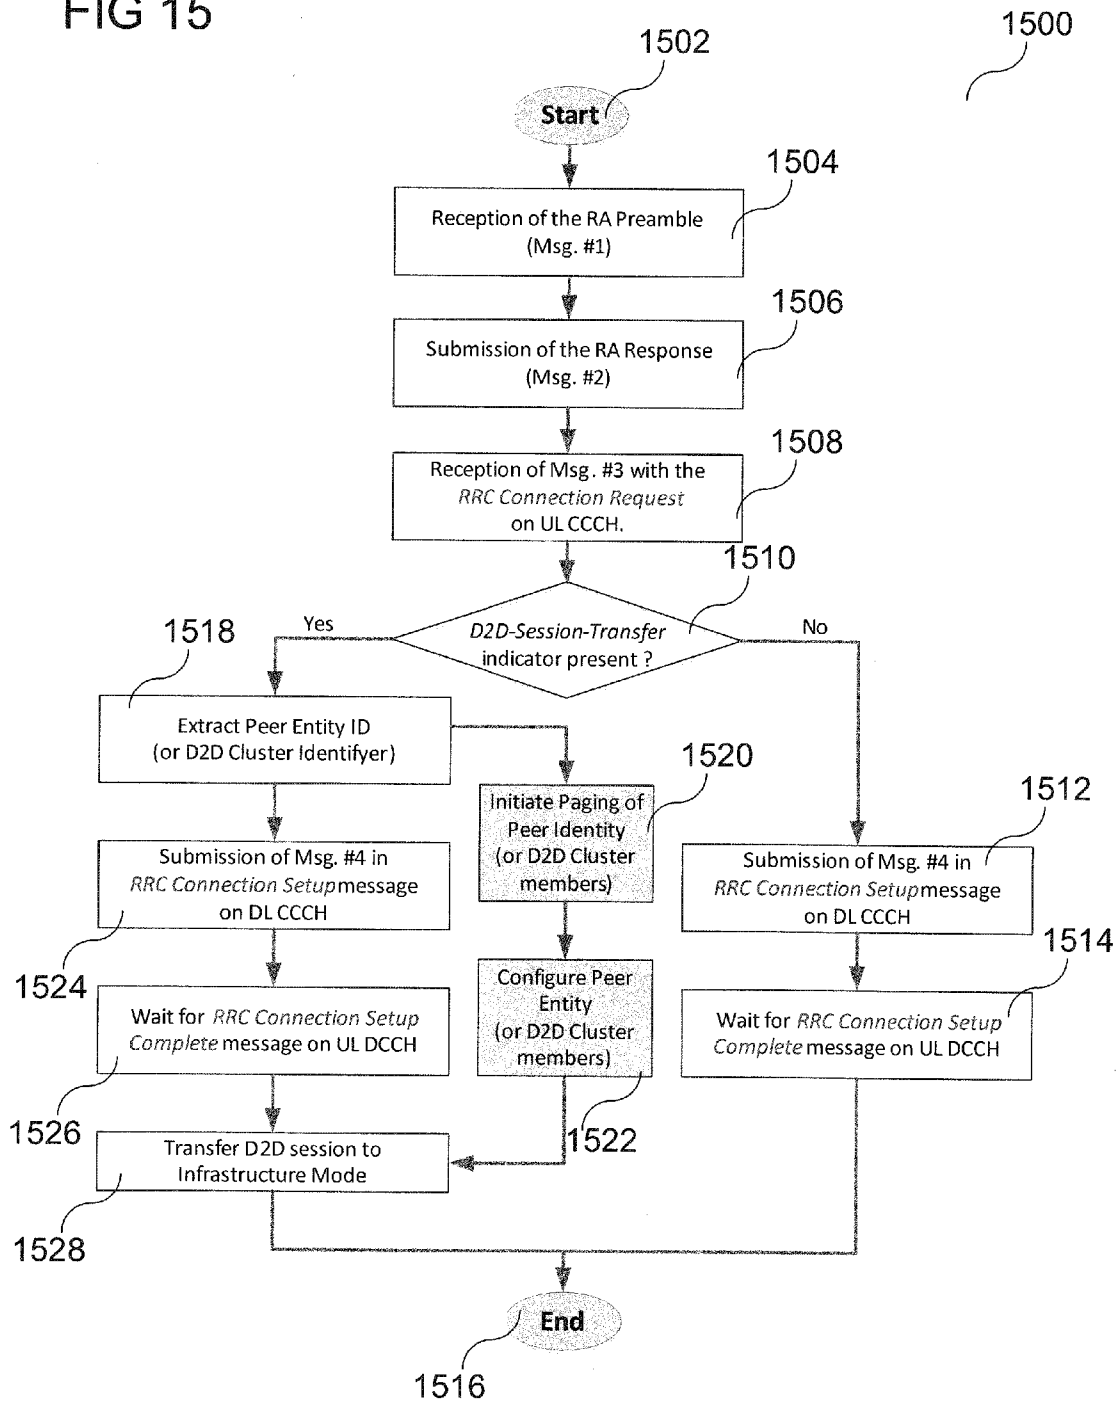 FIG 15
1500
1502
Start
1504
Reception of the RA Preamble
(Msg. #1)
1506
Submission of the RA Response
(Msg. #2)
1508
Reception of Msg. #3 with the
RRC Connection Request
on UL CCCH.
1510
D2D-Session-Transfer
indicator present ?
Yes
No
1518
Extract Peer Entity ID
(or D2D Cluster Identifyer)
1520
Initiate Paging of
Peer Identity
(or D2D Cluster
members)
1512
Submission of Msg. #4 in
RRC Connection Setup message
on DL CCCH
1524
Submission of Msg. #4 in
RRC Connection Setup message
on DL CCCH
1514
Configure Peer
Entity
(or D2D Cluster
members)
1522
Wait for RRC Connection Setup
Complete message on UL DCCH
1526
Wait for RRC Connection Setup
Complete message on UL DCCH
Transfer D2D session to
Infrastructure Mode
1528
End
1516